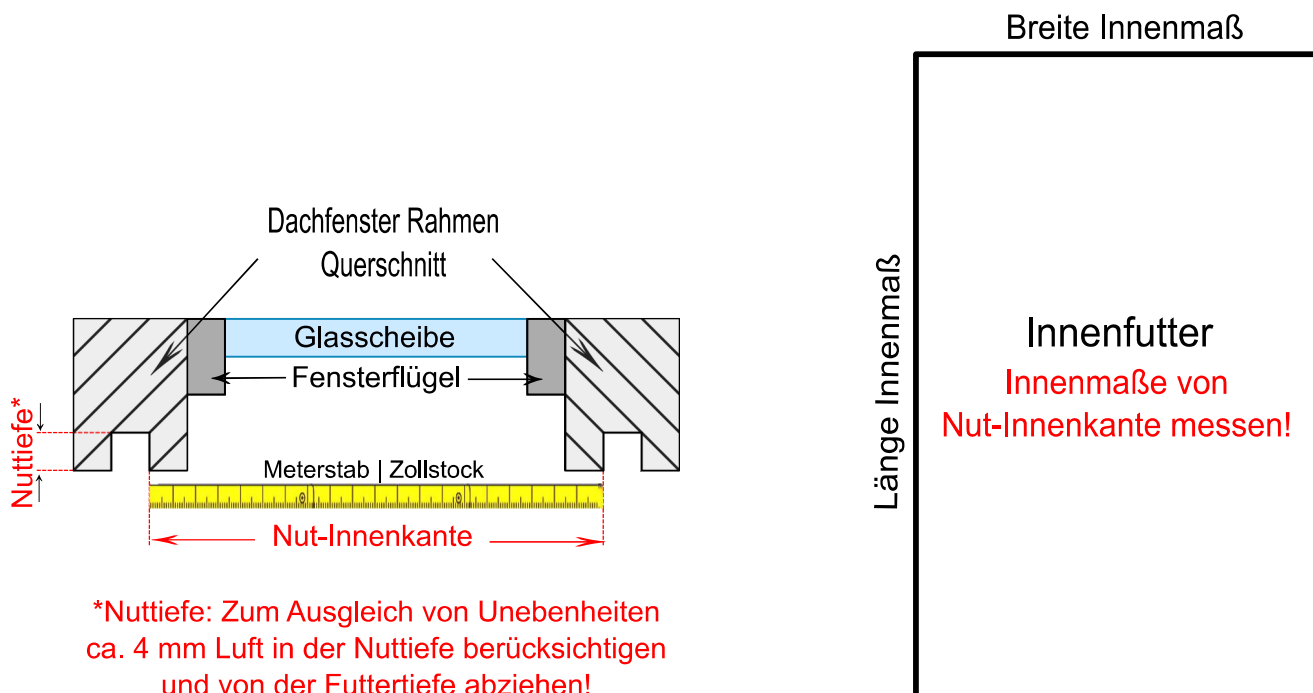 Breite Innenmaß
Dachfenster Rahmen
Querschnitt
Glasscheibe
Fensterflügel
Nuttiefe*
Meterstab | Zollstock
Nut-Innenkante
*Nuttiefe: Zum Ausgleich von Unebenheiten
ca. 4 mm Luft in der Nuttiefe berücksichtigen
und von der Futtertiefe abziehen!
Länge Innenmaß
Innenfutter
Innenmaße von
Nut-Innenkante messen!